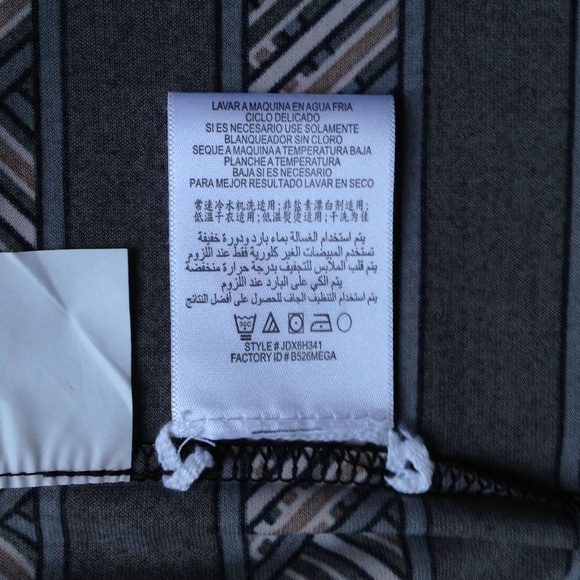 LAVAR A MAQUINA EN AGUA FRIA
CICLO DELICADO
SI ES NECESARIO USE SOLAMENTE
BLANQUEADOR SIN CLORO
SEQUE A MAQUINA A TEMPERATURA BAJA
PLANCHE A TEMPERATURA
BAJA SI ES NECESARIO
PARA MEJOR RESULTADO LAVAR EN SECO
常速冷水机洗适用;非盐素漂白剂适用;
低温干衣适用;低温熨烫适用;干洗为佳
يتم استخدام الغسالة بماء بارد ودورة خفيفة
تستخدم المبيضات الغير كلورية فقط عند اللزوم
يتم قلب الملابس للتجفيف بدرجة حرارة منخفضة
يتم الكي على البارد عند اللزوم
يتم استخدام التنظيف الجاف للحصول على أفضل النتائج
STYLE # JDX6H341
FACTORY ID # B526MEGA